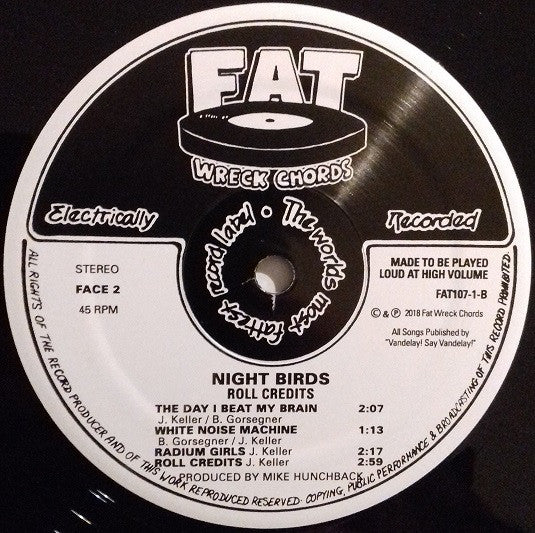 FAT
WRECK CHORDS
Electrically
Recorded
The worlds most fattest record label •
STEREO
FACE 2
45 RPM
MADE TO BE PLAYED
LOUD AT HIGH VOLUME
FAT107-1-B
© & ℗ 2018 Fat Wreck Chords
All Songs Published by
"Vandelay! Say Vandelay!"
NIGHT BIRDS
ROLL CREDITS
THE DAY I BEAT MY BRAIN 2:07
J. Keller / B. Gorsegner
WHITE NOISE MACHINE 1:13
B. Gorsegner / J. Keller
RADIUM GIRLS J. Keller 2:17
ROLL CREDITS J. Keller 2:59
PRODUCED BY MIKE HUNCHBACK
ALL RIGHTS OF THE RECORD PRODUCER AND OF THIS WORK REPRODUCED RESERVED. COPYING, PUBLIC PERFORMANCE & BROADCASTING OF THIS RECORD PROHIBITED.